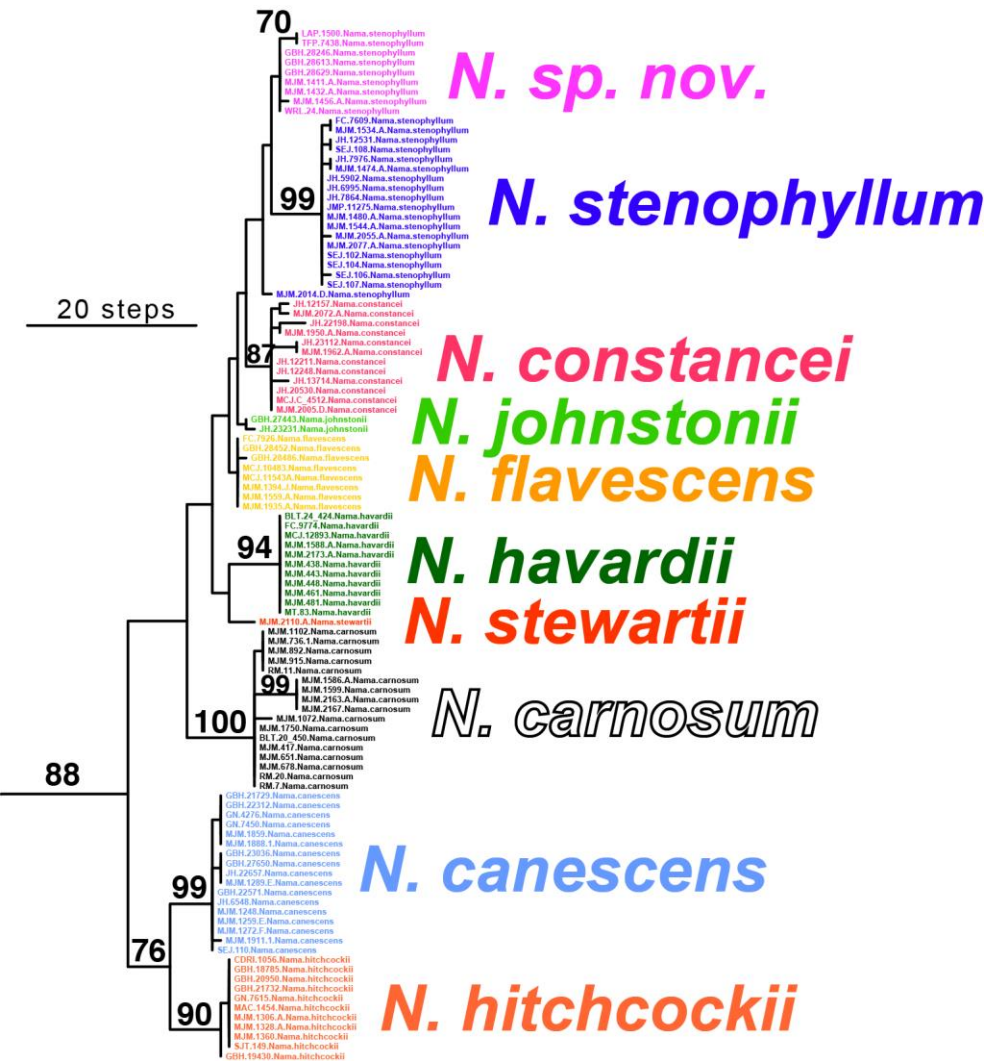 70
LAP.1500.Nama.stenophyllum
TFP.7438.Nama.stenophyllum
GBH.28246.Nama.stenophyllum
GBH.28613.Nama.stenophyllum
GBH.28629.Nama.stenophyllum
MJM.1411.A.Nama.stenophyllum
MJM.1432.A.Nama.stenophyllum
MJM.1456.A.Nama.stenophyllum
WRL.24.Nama.stenophyllum
N. sp. nov.
FC.7609.Nama.stenophyllum
MJM.1534.A.Nama.stenophyllum
JH.12531.Nama.stenophyllum
SEJ.108.Nama.stenophyllum
JH.7976.Nama.stenophyllum
MJM.1474.A.Nama.stenophyllum
JH.5902.Nama.stenophyllum
JH.6995.Nama.stenophyllum
JH.7864.Nama.stenophyllum
JMP.11275.Nama.stenophyllum
MJM.1480.A.Nama.stenophyllum
MJM.1544.A.Nama.stenophyllum
MJM.2055.A.Nama.stenophyllum
MJM.2077.A.Nama.stenophyllum
SEJ.102.Nama.stenophyllum
SEJ.104.Nama.stenophyllum
SEJ.106.Nama.stenophyllum
SEJ.107.Nama.stenophyllum
99
N. stenophyllum
MJM.2014.D.Nama.stenophyllum
20 steps
JH.12157.Nama.constancei
MJM.2072.A.Nama.constancei
JH.22198.Nama.constancei
MJM.1950.A.Nama.constancei
JH.23112.Nama.constancei
MJM.1962.A.Nama.constancei
JH.12211.Nama.constancei
JH.12248.Nama.constancei
JH.13714.Nama.constancei
JH.20530.Nama.constancei
MCJ.C_4512.Nama.constancei
MJM.2005.D.Nama.constancei
87
N. constancei
GBH.27443.Nama.johnstonii
JH.23231.Nama.johnstonii
N. johnstonii
FC.7926.Nama.flavescens
GBH.28452.Nama.flavescens
GBH.28486.Nama.flavescens
MCJ.10483.Nama.flavescens
MCJ.11543A.Nama.flavescens
MJM.1394.J.Nama.flavescens
MJM.1559.A.Nama.flavescens
MJM.1935.A.Nama.flavescens
N. flavescens
BLT.24_424.Nama.havardii
FC.9774.Nama.havardii
MCJ.12893.Nama.havardii
MJM.1588.A.Nama.havardii
MJM.2173.A.Nama.havardii
MJM.438.Nama.havardii
MJM.443.Nama.havardii
MJM.448.Nama.havardii
MJM.461.Nama.havardii
MJM.481.Nama.havardii
MT.83.Nama.havardii
94
N. havardii
MJM.2110.A.Nama.stewartii
N. stewartii
MJM.1102.Nama.carnosum
MJM.736.1.Nama.carnosum
MJM.892.Nama.carnosum
MJM.915.Nama.carnosum
RM.11.Nama.carnosum
99
MJM.1586.A.Nama.carnosum
MJM.1599.Nama.carnosum
MJM.2163.A.Nama.carnosum
MJM.2167.Nama.carnosum
MJM.1072.Nama.carnosum
MJM.1750.Nama.carnosum
BLT.20_450.Nama.carnosum
MJM.417.Nama.carnosum
MJM.651.Nama.carnosum
MJM.678.Nama.carnosum
RM.20.Nama.carnosum
RM.7.Nama.carnosum
100
N. carnosum
88
GBH.21729.Nama.canescens
GBH.22312.Nama.canescens
GN.4276.Nama.canescens
GN.7450.Nama.canescens
MJM.1859.Nama.canescens
MJM.1888.1.Nama.canescens
GBH.23036.Nama.canescens
GBH.27650.Nama.canescens
JH.22657.Nama.canescens
MJM.1289.E.Nama.canescens
GBH.22571.Nama.canescens
JH.6548.Nama.canescens
MJM.1248.Nama.canescens
MJM.1259.E.Nama.canescens
MJM.1272.F.Nama.canescens
MJM.1911.1.Nama.canescens
SEJ.110.Nama.canescens
99
N. canescens
76
CDRI.1056.Nama.hitchcockii
GBH.18785.Nama.hitchcockii
GBH.20950.Nama.hitchcockii
GBH.21732.Nama.hitchcockii
GN.7615.Nama.hitchcockii
MAC.1454.Nama.hitchcockii
MJM.1306.A.Nama.hitchcockii
MJM.1328.A.Nama.hitchcockii
MJM.1360.Nama.hitchcockii
SJT.149.Nama.hitchcockii
GBH.19430.Nama.hitchcockii
90
N. hitchcockii